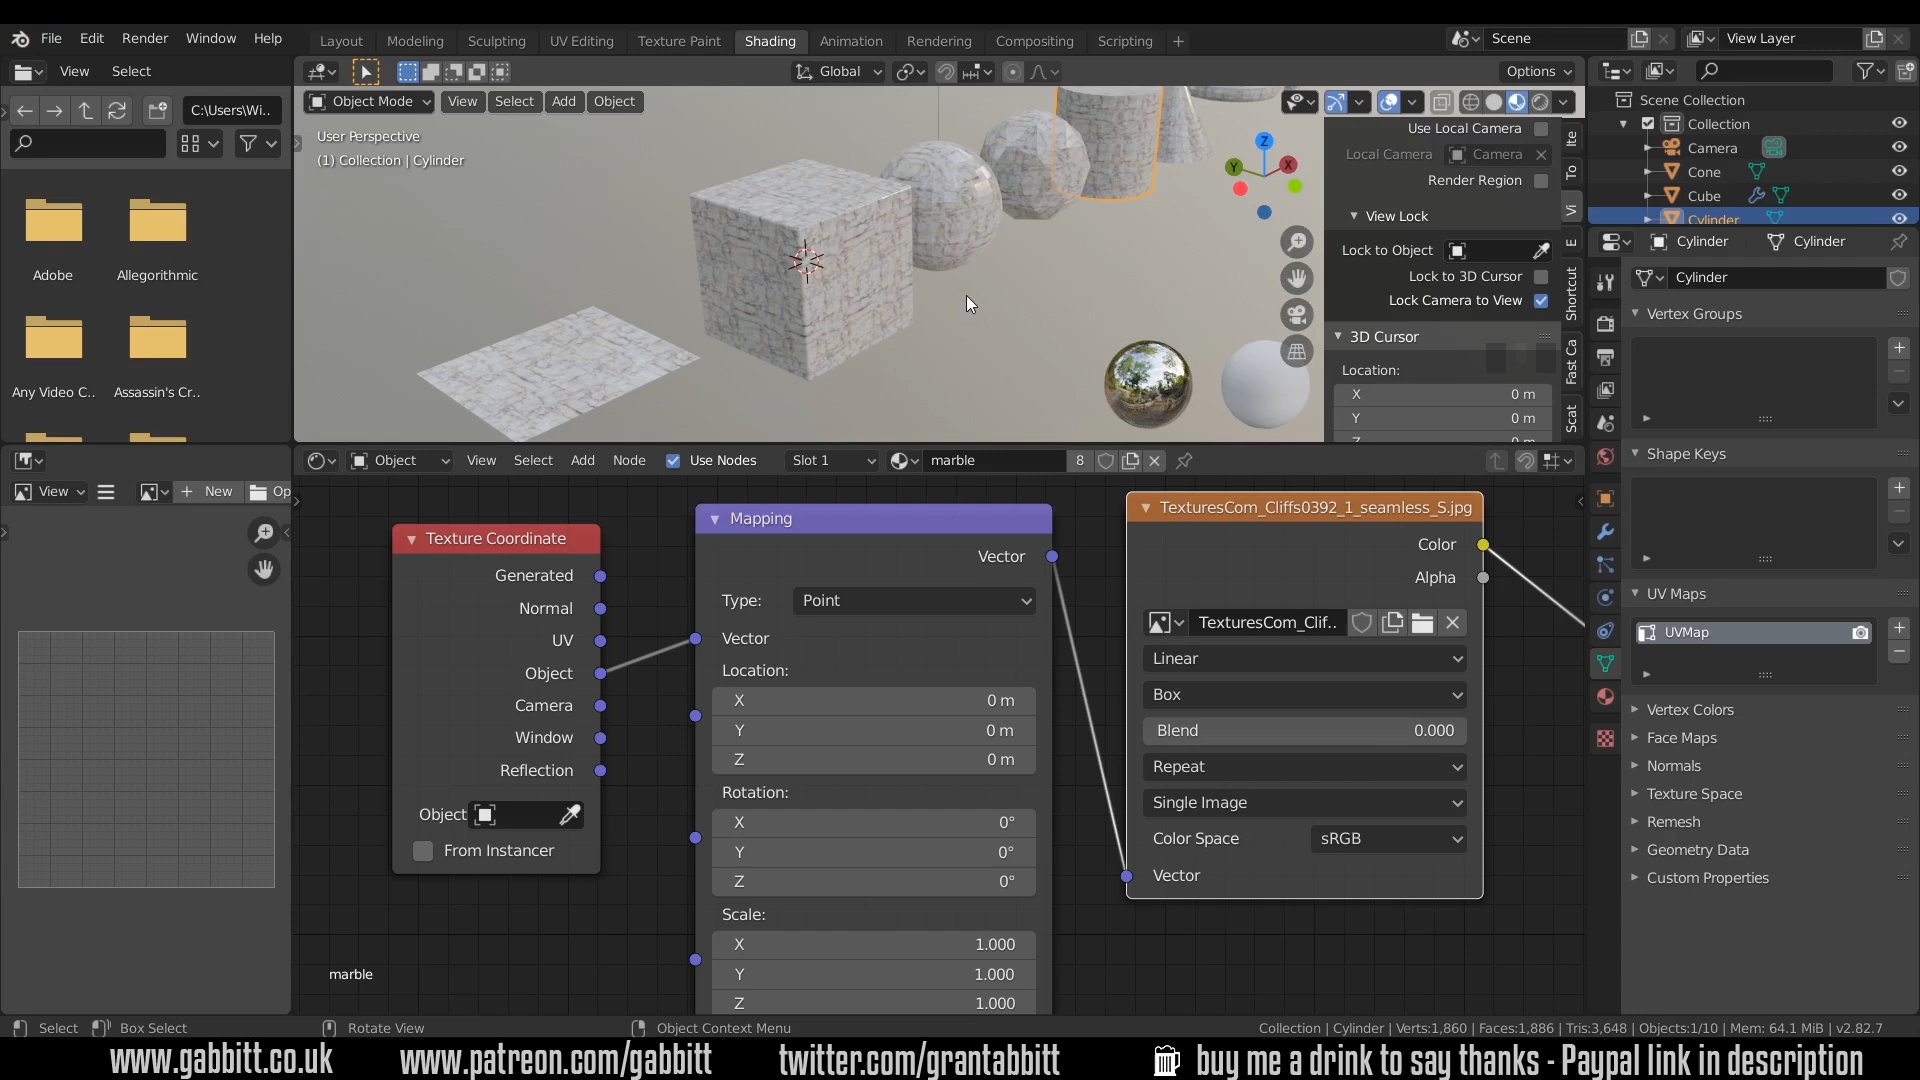 File Edit Render Window Help
Layout Modeling Sculpting UV Editing Texture Paint Shading Animation Rendering Compositing Scripting +
Scene
View Layer
View Select
Global
Options
C:\Users\Wi..
Object Mode View Select Add Object
User Perspective
(1) Collection | Cylinder
Z
Y
X
Use Local Camera
Local Camera Camera
Render Region
View Lock
Lock to Object
Lock to 3D Cursor
Lock Camera to View
3D Cursor
Location:
X 0 m
Y 0 m
Z 0 m
Ite
To
Vi
E
Shortcut
Fast Ca
Scat
Scene Collection
Collection
Camera
Cone
Cube
Cylinder
Cylinder Cylinder
Cylinder
Vertex Groups
Shape Keys
UV Maps
UVMap
Vertex Colors
Face Maps
Normals
Texture Space
Remesh
Geometry Data
Custom Properties
Adobe
Allegorithmic
Any Video C..
Assassin's Cr..
View
New
Op
Object View Select Add Node Use Nodes Slot 1 marble 8
Texture Coordinate
Generated
Normal
UV
Object
Camera
Window
Reflection
Object
From Instancer
Mapping
Vector
Type: Point
Vector
Location:
X 0 m
Y 0 m
Z 0 m
Rotation:
X 0°
Y 0°
Z 0°
Scale:
X 1.000
Y 1.000
Z 1.000
TexturesCom_Cliffs0392_1_seamless_S.jpg
Color
Alpha
TexturesCom_Clif..
Linear
Box
Blend 0.000
Repeat
Single Image
Color Space sRGB
Vector
marble
Select Box Select Rotate View Object Context Menu
Collection | Cylinder | Verts:1,860 | Faces:1,886 | Tris:3,648 | Objects:1/10 | Mem: 64.1 MiB | v2.82.7
www.gabbitt.co.uk www.patreon.com/gabbitt twitter.com/grantabbitt buy me a drink to say thanks - Paypal link in description